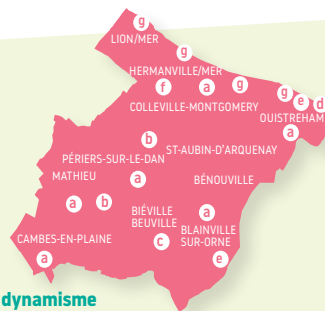 g
LION/MER
g
HERMANVILLE/MER
f
a
g
g
e
d
COLLEVILLE-MONTGOMERY
OUISTREHAM
a
b
ST-AUBIN-D'ARQUENAY
PÉRIERS-SUR-LE-DAN
MATHIEU
a
BÉNOUVILLE
a
b
BIÉVILLE
BEUVILLE
a
BLAINVILLE
SUR-ORNE
CAMBES-EN-PLAINE
c
a
e
dynamisme